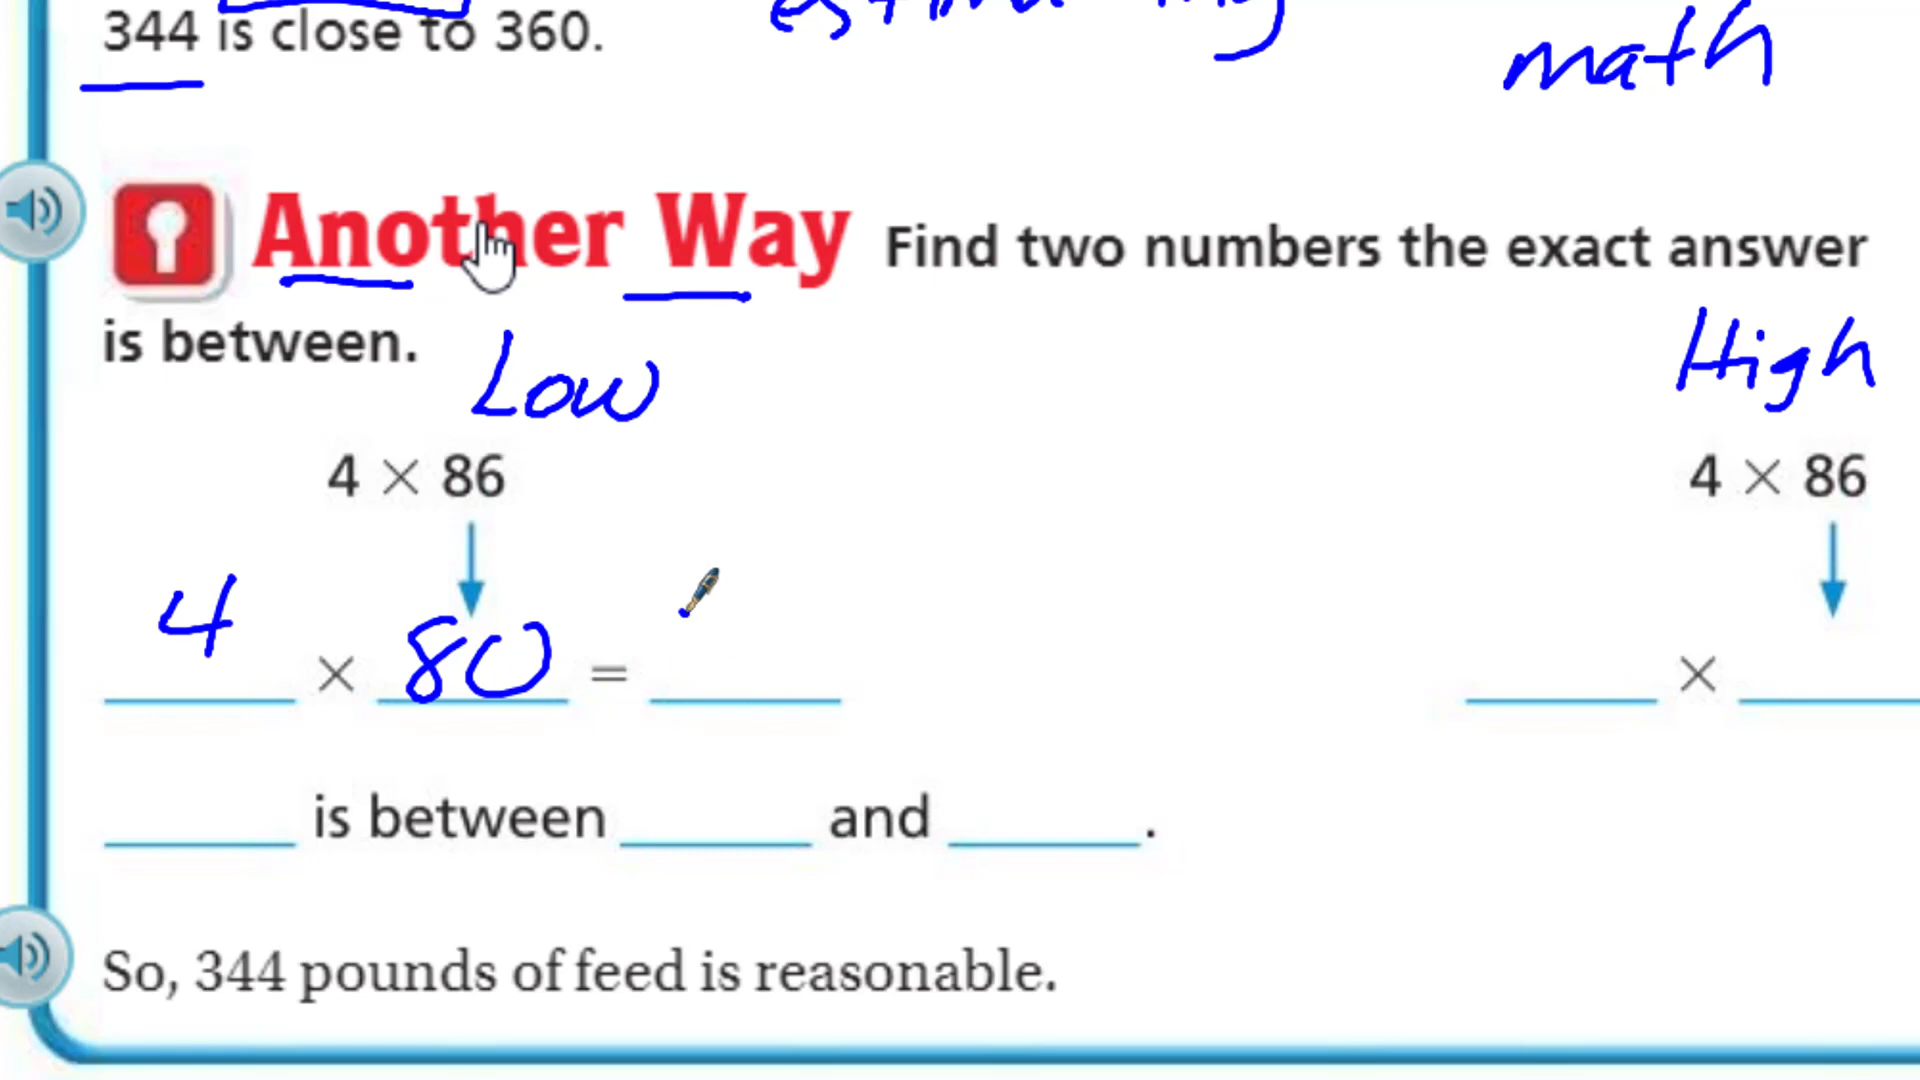 344 is close to 360.
math
Another Way Find two numbers the exact answer
is between.
Low High
4 × 86 4 × 86
4 × 80 = ×
is between and .
So, 344 pounds of feed is reasonable.